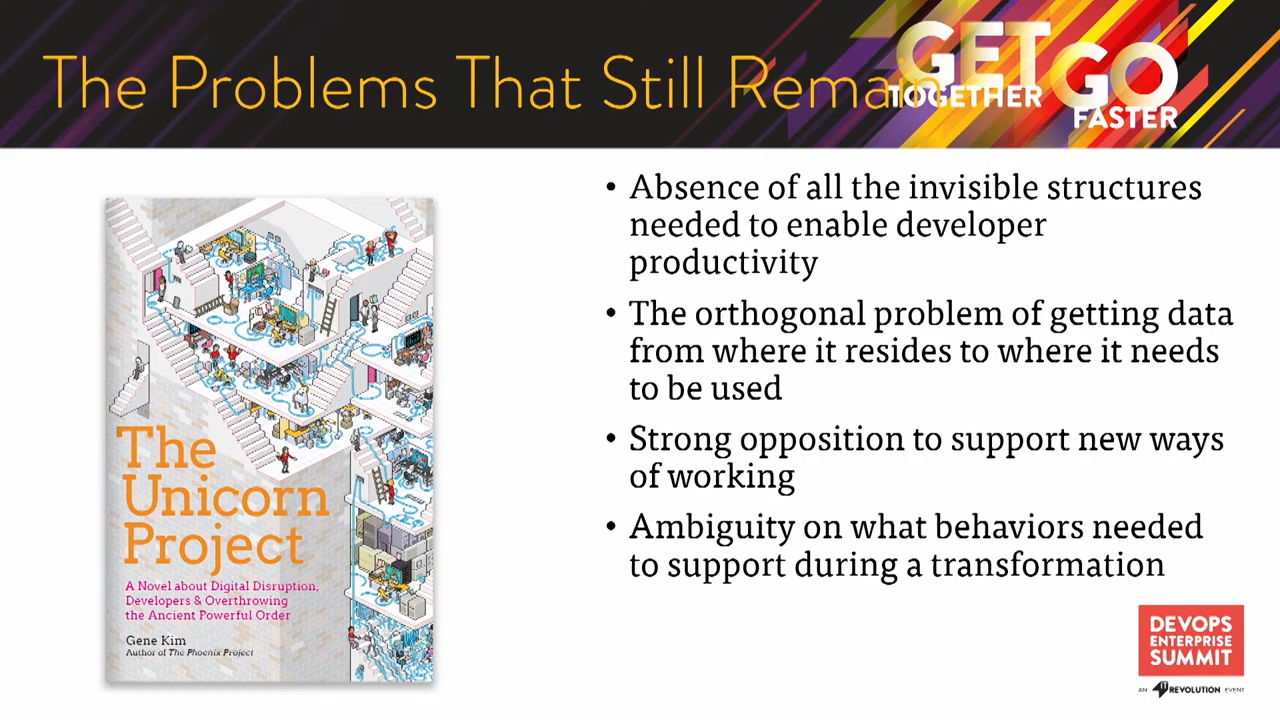 The Problems That Still Remain
GET
TOGETHER
GO
FASTER
• Absence of all the invisible structures
needed to enable developer
productivity
• The orthogonal problem of getting data
from where it resides to where it needs
to be used
• Strong opposition to support new ways
of working
• Ambiguity on what behaviors needed
to support during a transformation
The
Unicorn
Project
A Novel about Digital Disruption,
Developers & Overthrowing
the Ancient Powerful Order
Gene Kim
Author of The Phoenix Project
DEVOPS
ENTERPRISE
SUMMIT
AN IT REVOLUTION EVENT